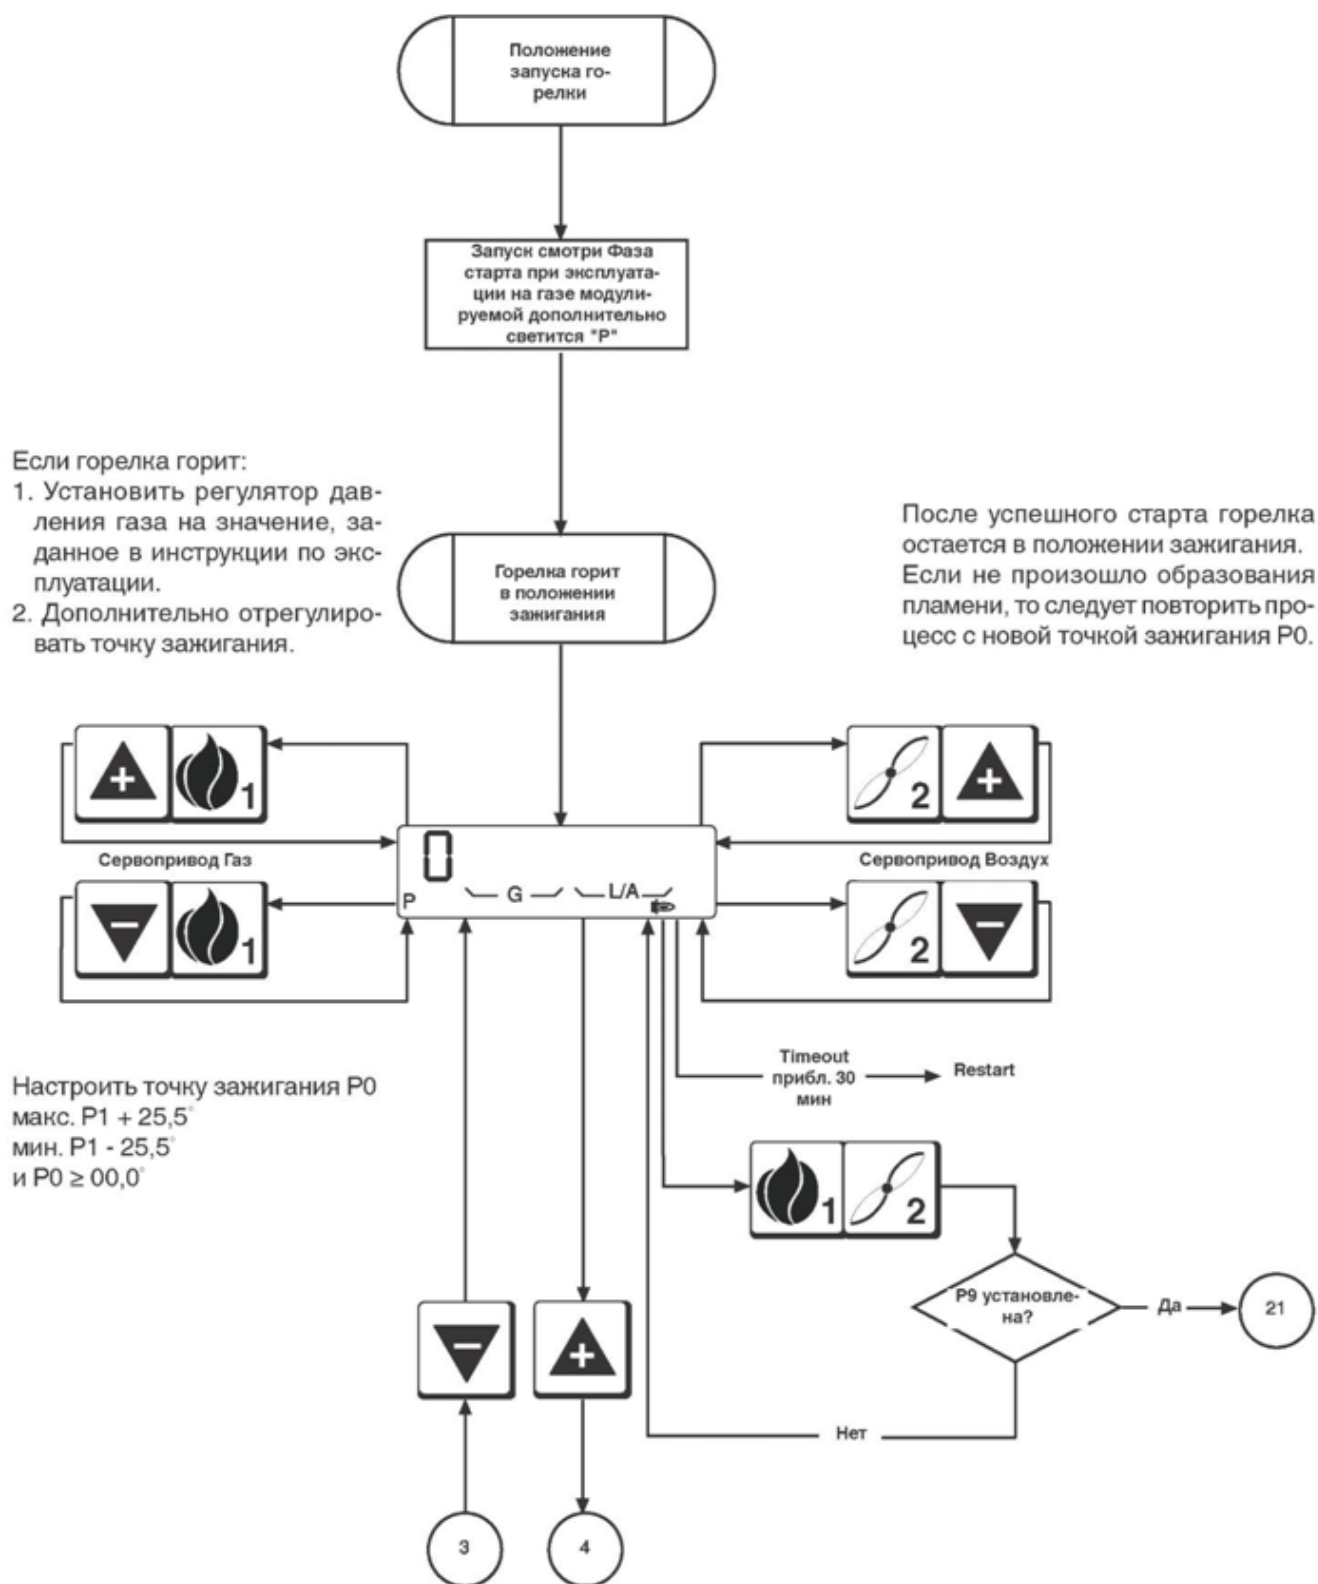 Положение
запуска го-
релки
Запуск смотри Фаза
старта при эксплуата-
ции на газе модули-
руемой дополнительно
светится "Р"
Если горелка горит:
1. Установить регулятор дав-
ления газа на значение, за-
данное в инструкции по экс-
плуатации.
2. Дополнительно отрегулиро-
вать точку зажигания.
Горелка горит
в положении
зажигания
После успешного старта горелка
остается в положении зажигания.
Если не произошло образования
пламени, то следует повторить про-
цесс с новой точкой зажигания P0.
+ 1
2 +
0
Сервопривод Газ
Сервопривод Воздух
P G L/A
− 1
2 −
Timeout
прибл. 30
мин
Restart
Настроить точку зажигания P0
макс. P1 + 25,5°
мин. P1 - 25,5°
и P0 ≥ 00,0°
1 2
P9 установле-
на?
Да
21
−
+
Нет
3
4